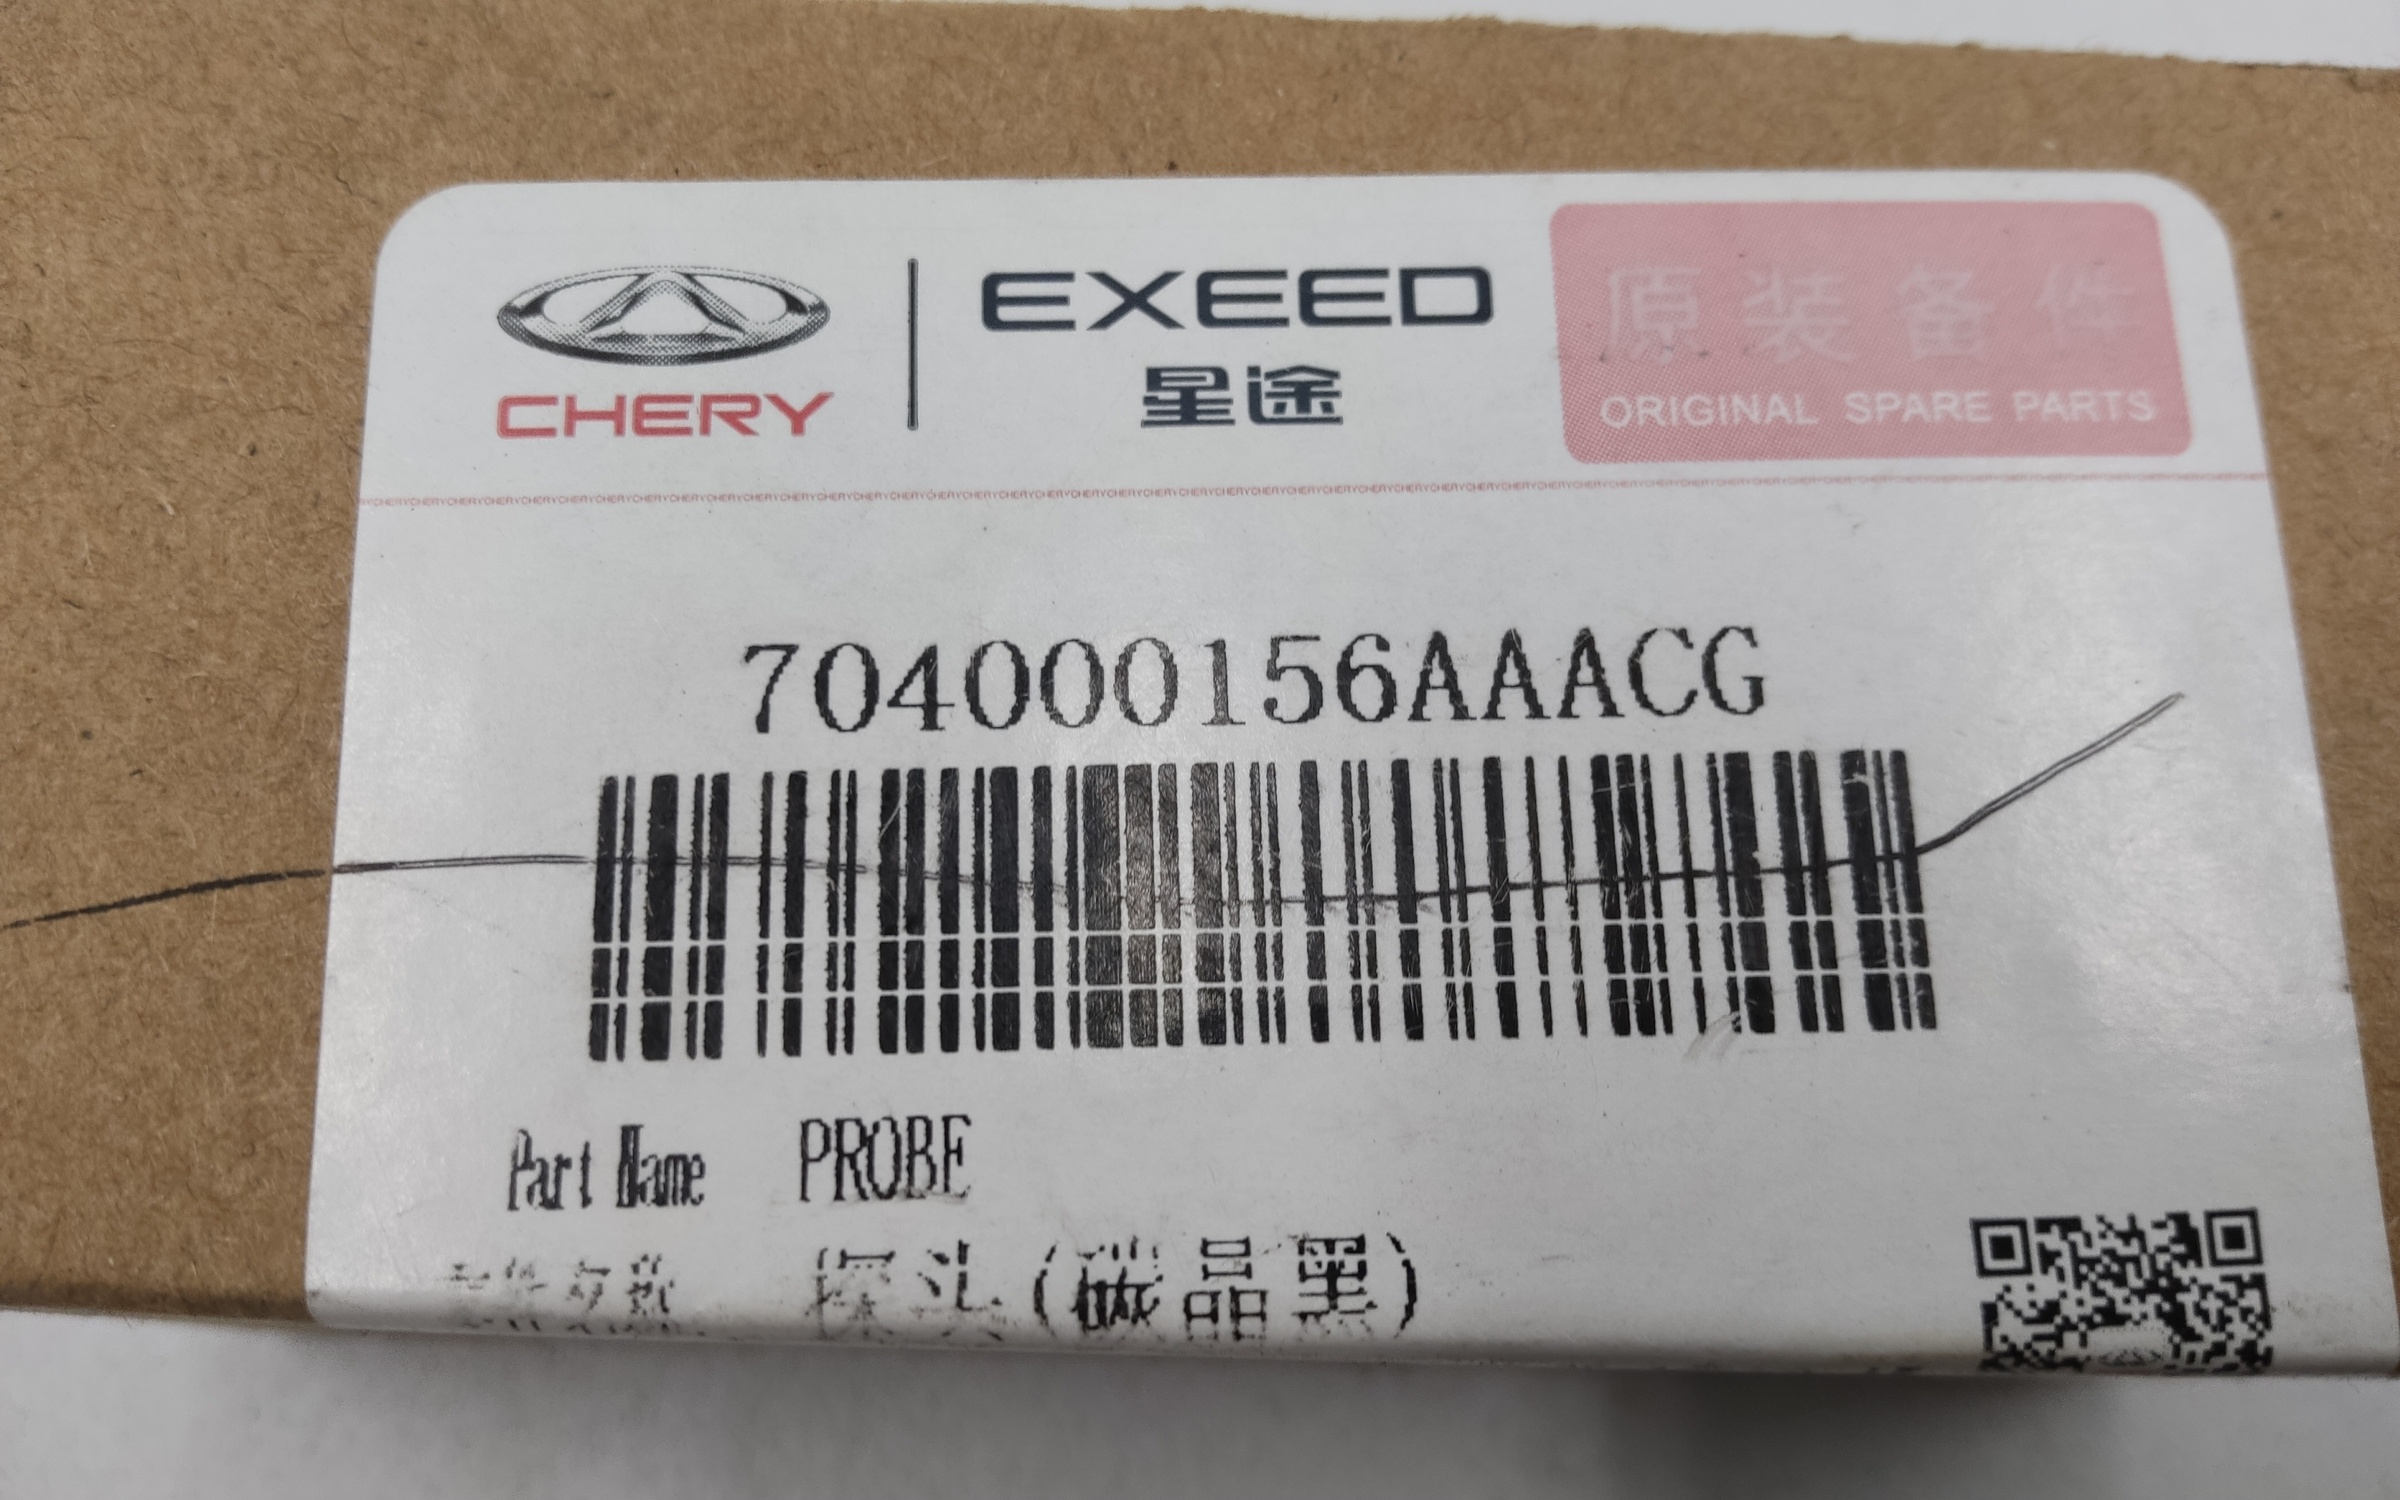 CHERY
EXEED
星途
原装备件
ORIGINAL SPARE PARTS
704000156AAACG
Part Name PROBE
探头(碳晶黑)